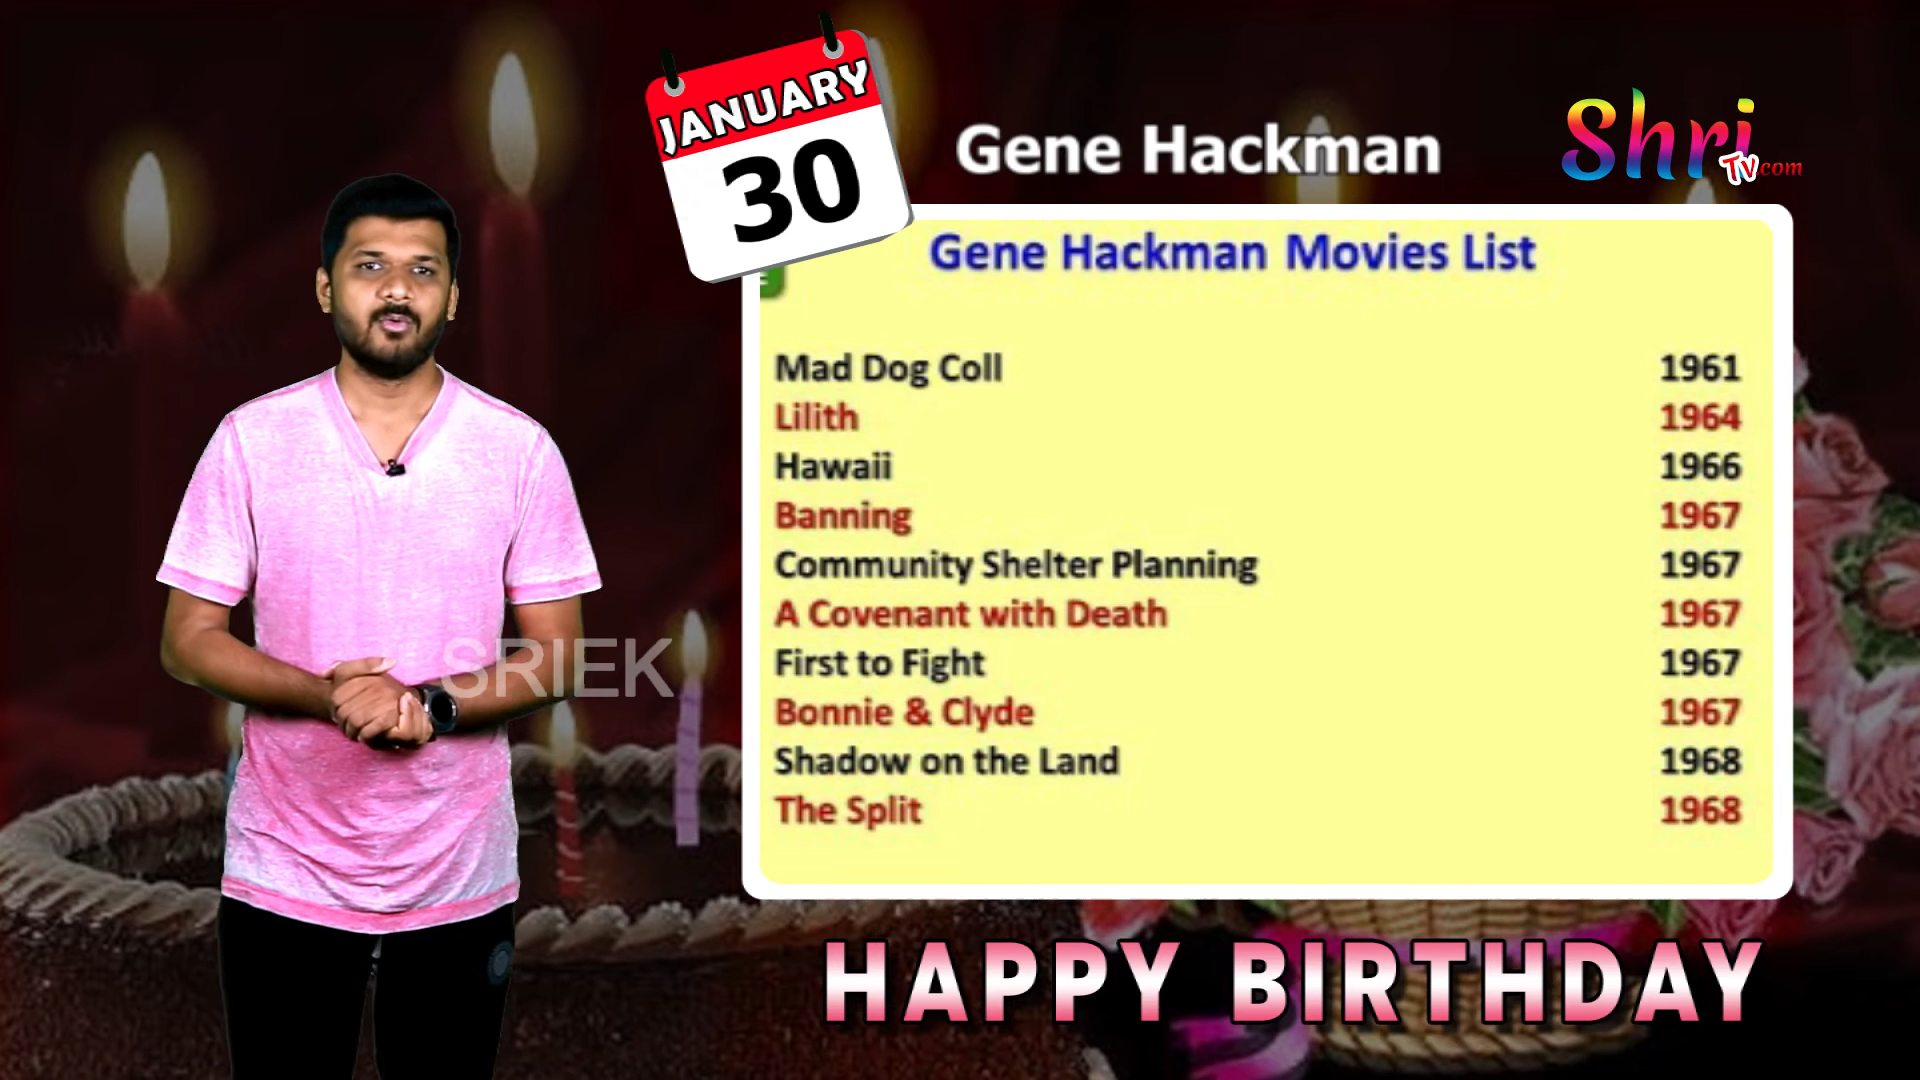 JANUARY
30
Gene Hackman
Shri
Tv.com
Gene Hackman Movies List
Mad Dog Coll 1961
Lilith 1964
Hawaii 1966
Banning 1967
Community Shelter Planning 1967
A Covenant with Death 1967
First to Fight 1967
Bonnie & Clyde 1967
Shadow on the Land 1968
The Split 1968
SRIEK
HAPPY BIRTHDAY